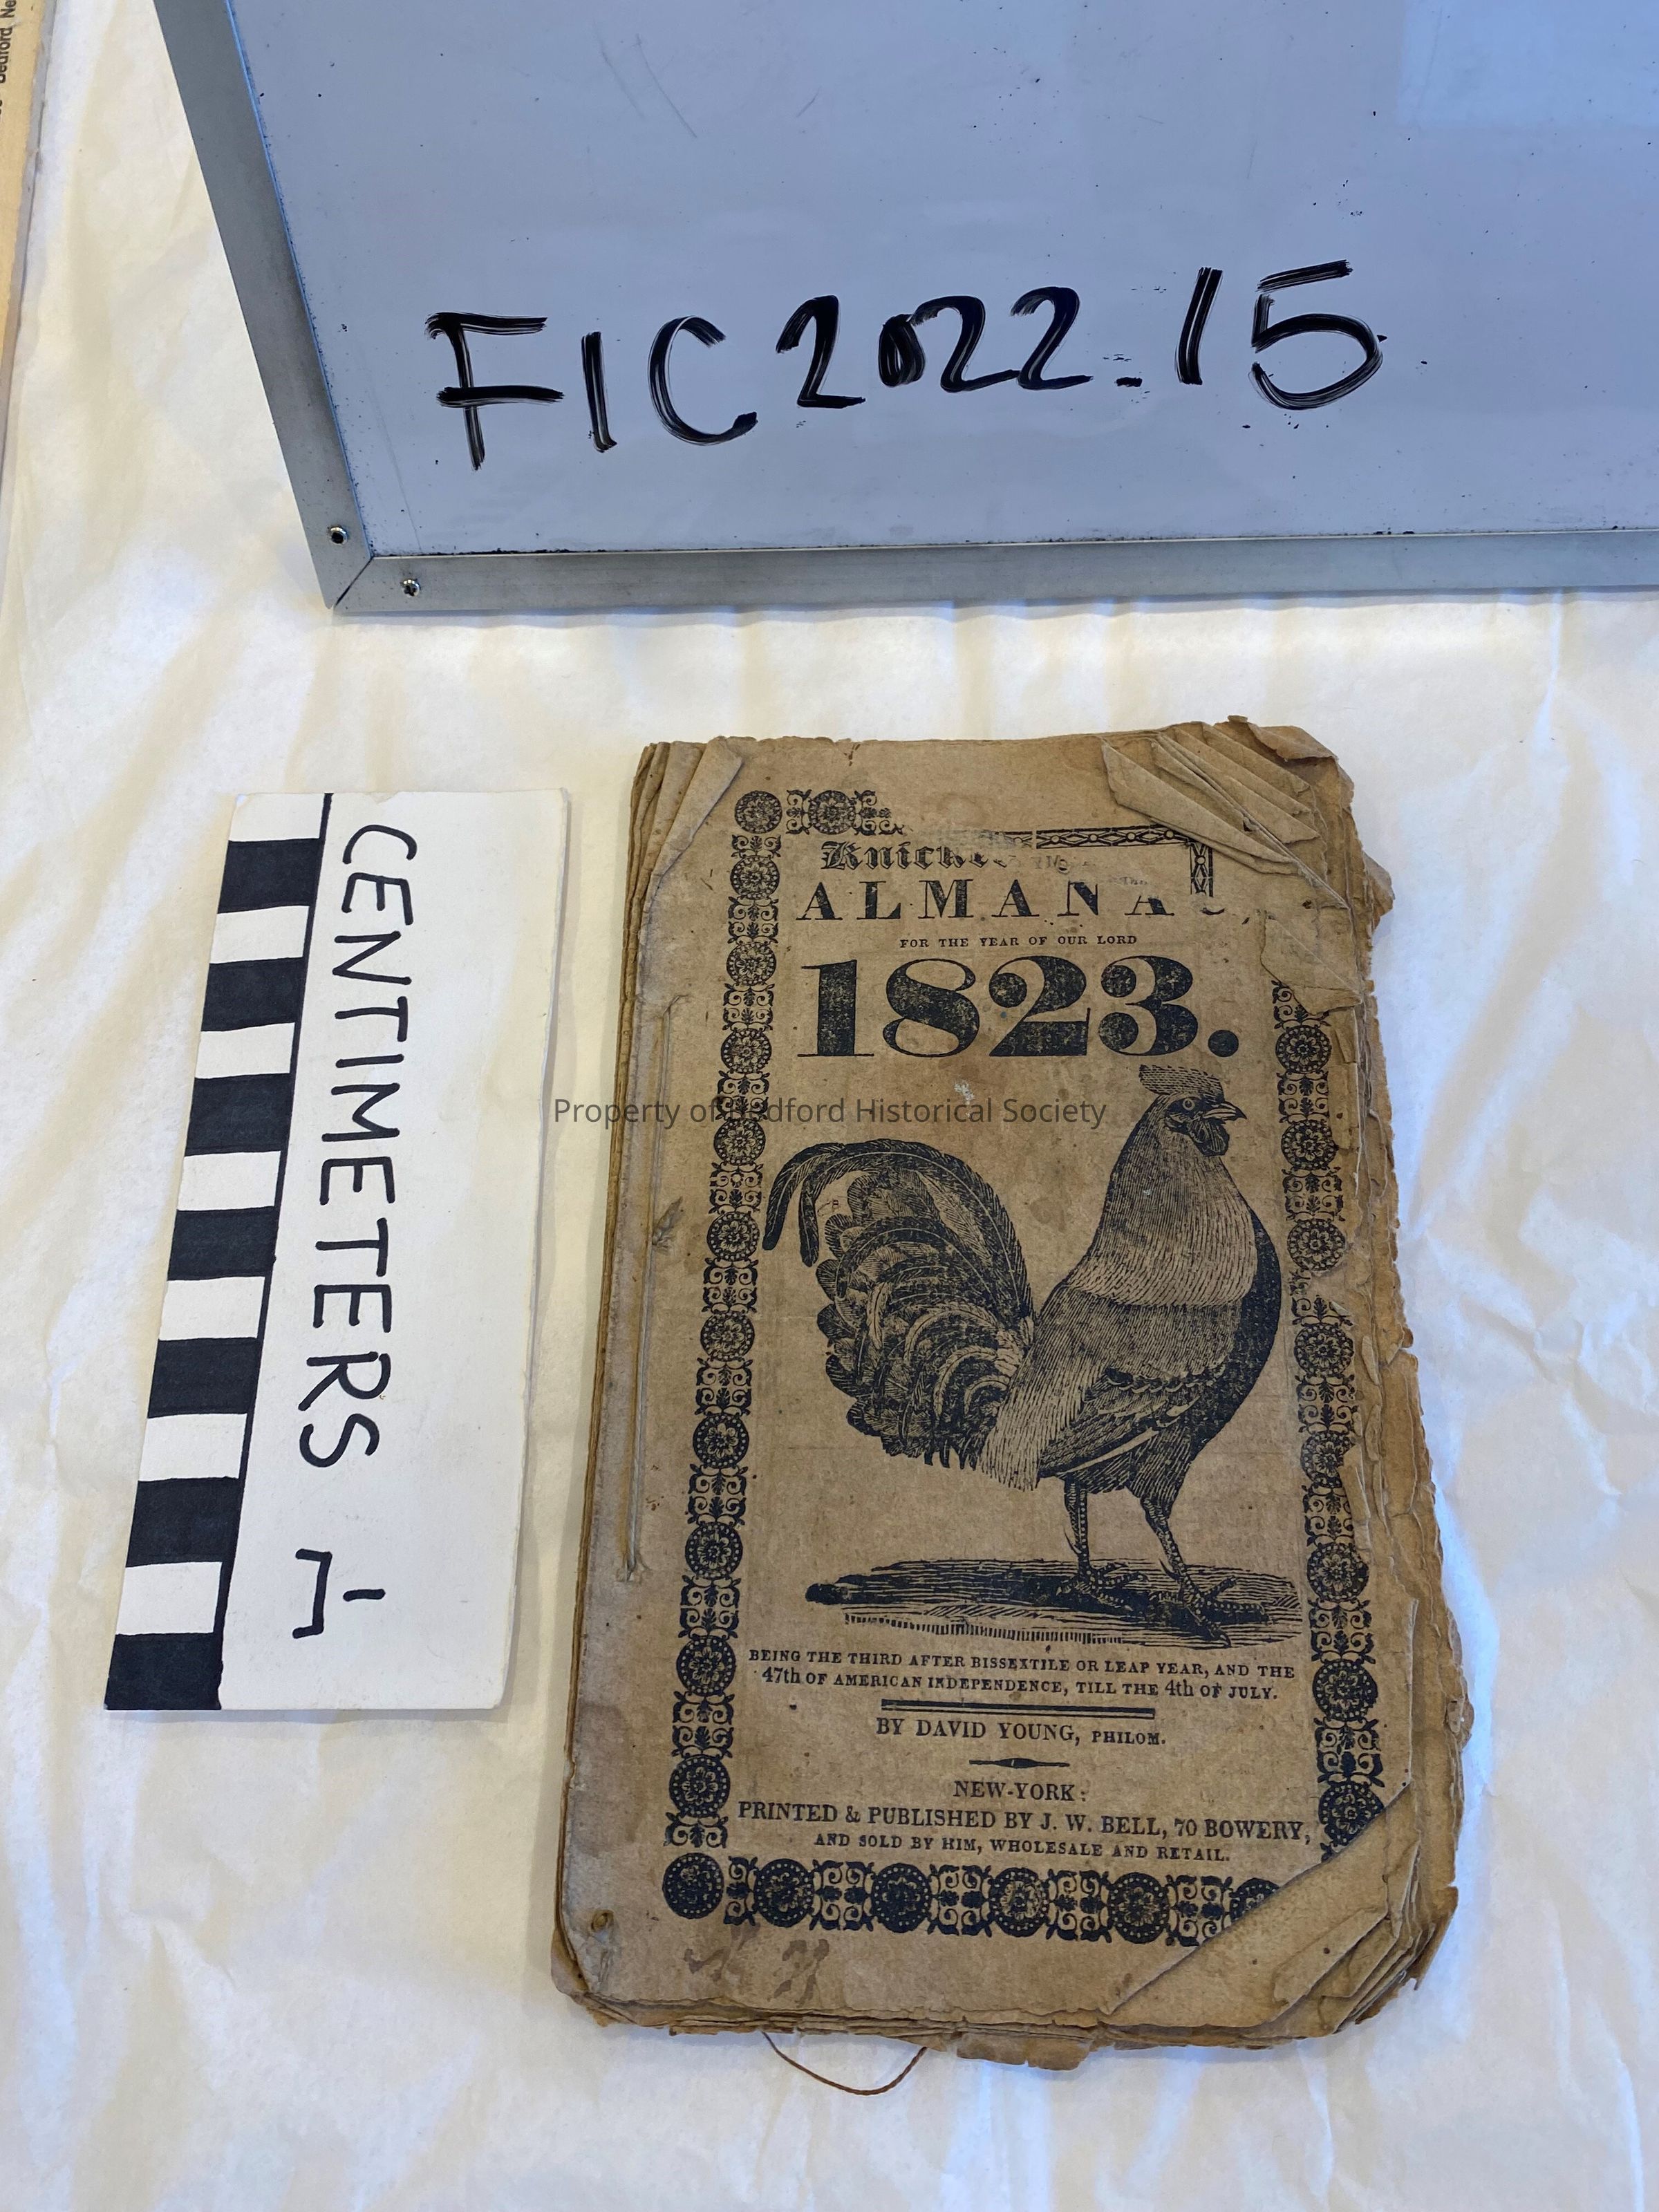 Bedford, Ne
FIC2022.15
CENTIMETERS
ALMANA
FOR THE YEAR OF OUR LORD
1823.
Property of Bedford Historical Society
BEING THE THIRD AFTER BISSEXTILE OR LEAP YEAR, AND THE
47th OF AMERICAN INDEPENDENCE, TILL THE 4th OF JULY.
BY DAVID YOUNG, PHILOM.
NEW-YORK:
PRINTED & PUBLISHED BY J. W. BELL, 70 BOWERY,
AND SOLD BY HIM, WHOLESALE AND RETAIL.